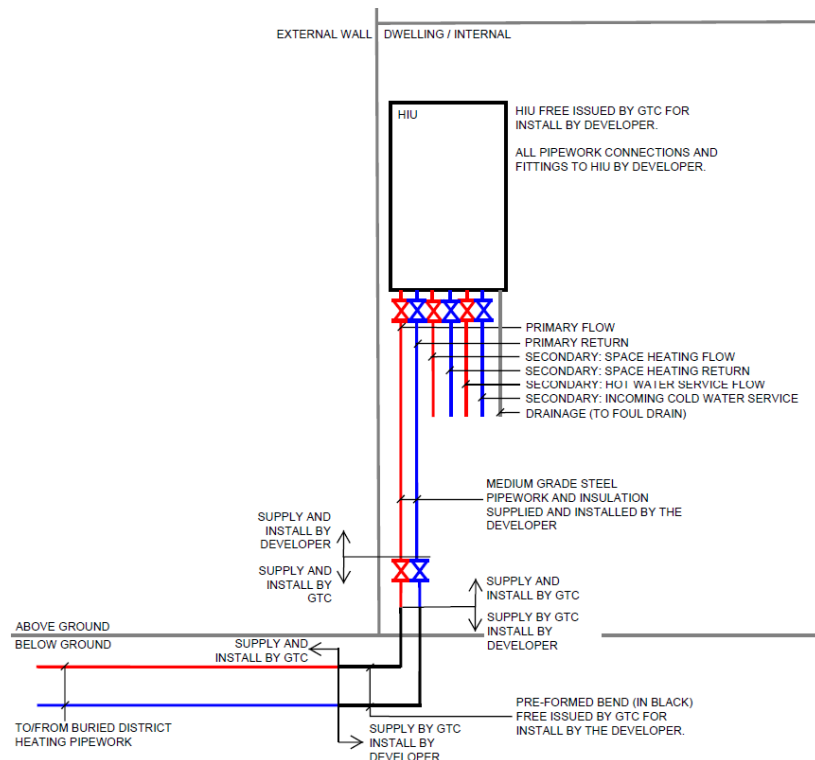 EXTERNAL WALL
DWELLING / INTERNAL
HIU
HIU FREE ISSUED BY GTC FOR
INSTALL BY DEVELOPER.
ALL PIPEWORK CONNECTIONS AND
FITTINGS TO HIU BY DEVELOPER.
PRIMARY FLOW
PRIMARY RETURN
SECONDARY: SPACE HEATING FLOW
SECONDARY: SPACE HEATING RETURN
SECONDARY: HOT WATER SERVICE FLOW
SECONDARY: INCOMING COLD WATER SERVICE
DRAINAGE (TO FOUL DRAIN)
MEDIUM GRADE STEEL
PIPEWORK AND INSULATION
SUPPLIED AND INSTALLED BY THE
DEVELOPER
SUPPLY AND
INSTALL BY
DEVELOPER
SUPPLY AND
INSTALL BY
GTC
SUPPLY AND
INSTALL BY GTC
SUPPLY BY GTC
INSTALL BY
DEVELOPER
ABOVE GROUND
BELOW GROUND
SUPPLY AND
INSTALL BY GTC
TO/FROM BURIED DISTRICT
HEATING PIPEWORK
SUPPLY BY GTC
INSTALL BY
DEVELOPER
PRE-FORMED BEND (IN BLACK)
FREE ISSUED BY GTC FOR
INSTALL BY THE DEVELOPER.